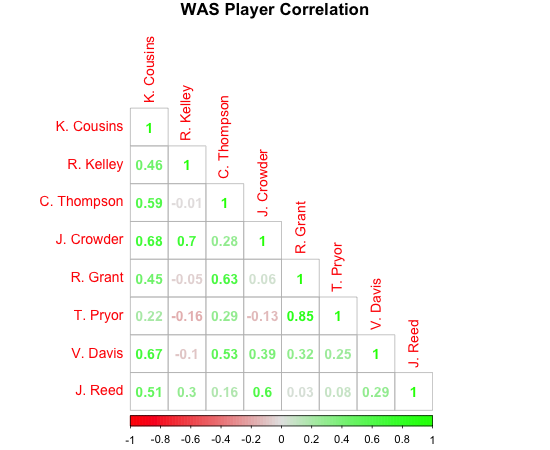 WAS Player Correlation
K. Cousins
R. Kelley
C. Thompson
J. Crowder
R. Grant
T. Pryor
V. Davis
J. Reed
K. Cousins 1
R. Kelley 0.46 1
C. Thompson 0.59 -0.01 1
J. Crowder 0.68 0.7 0.28 1
R. Grant 0.45 -0.05 0.63 0.06 1
T. Pryor 0.22 -0.16 0.29 -0.13 0.85 1
V. Davis 0.67 -0.1 0.53 0.39 0.32 0.25 1
J. Reed 0.51 0.3 0.16 0.6 0.03 0.08 0.29 1
-1 -0.8 -0.6 -0.4 -0.2 0 0.2 0.4 0.6 0.8 1